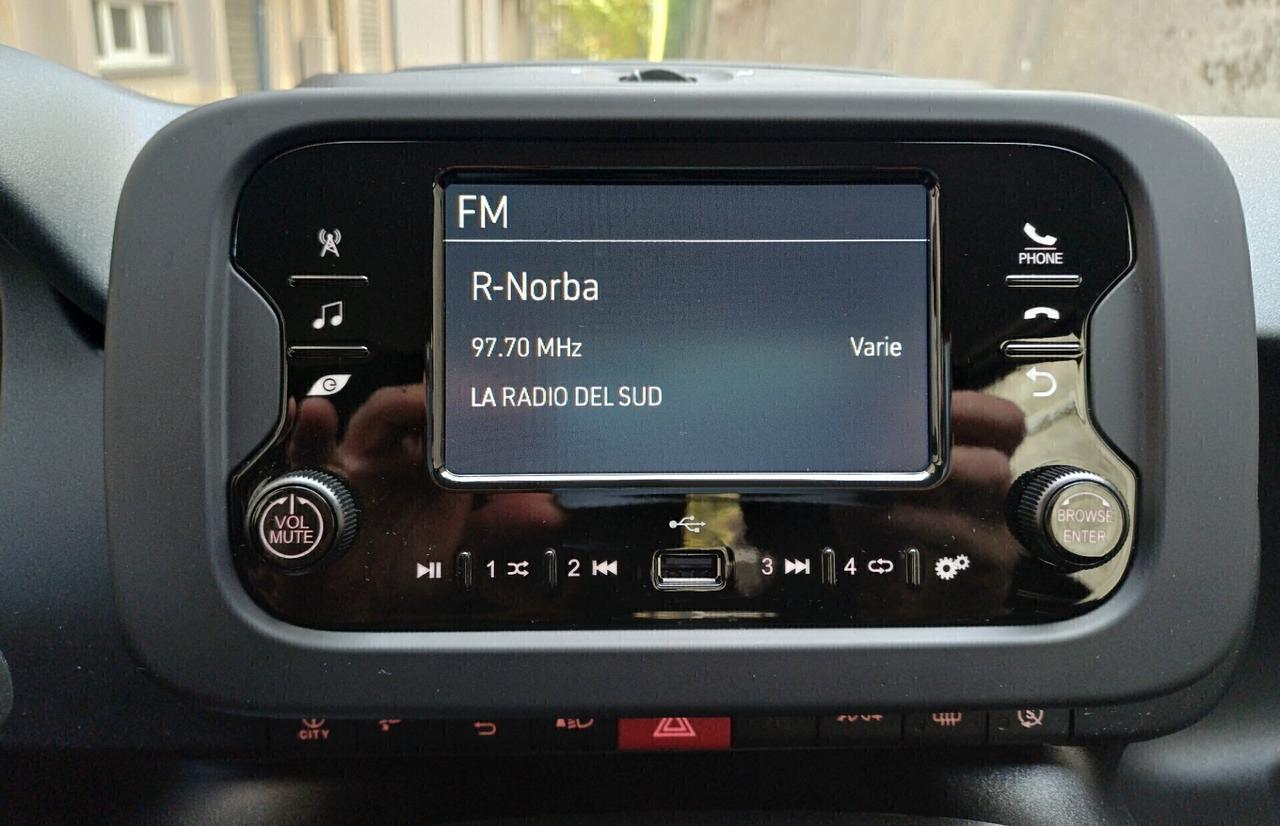 FM
R-Norba
97.70 MHz Varie
LA RADIO DEL SUD
PHONE
VOL
MUTE
BROWSE
ENTER
1 2 3 4
CITY